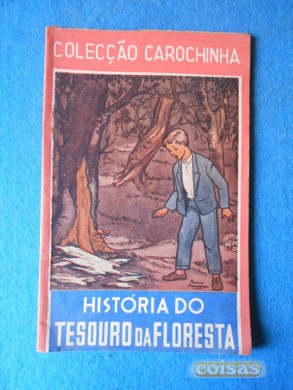 COLECÇÃO CAROCHINHA
HISTÓRIA DO
TESOURO DA FLORESTA
coisas